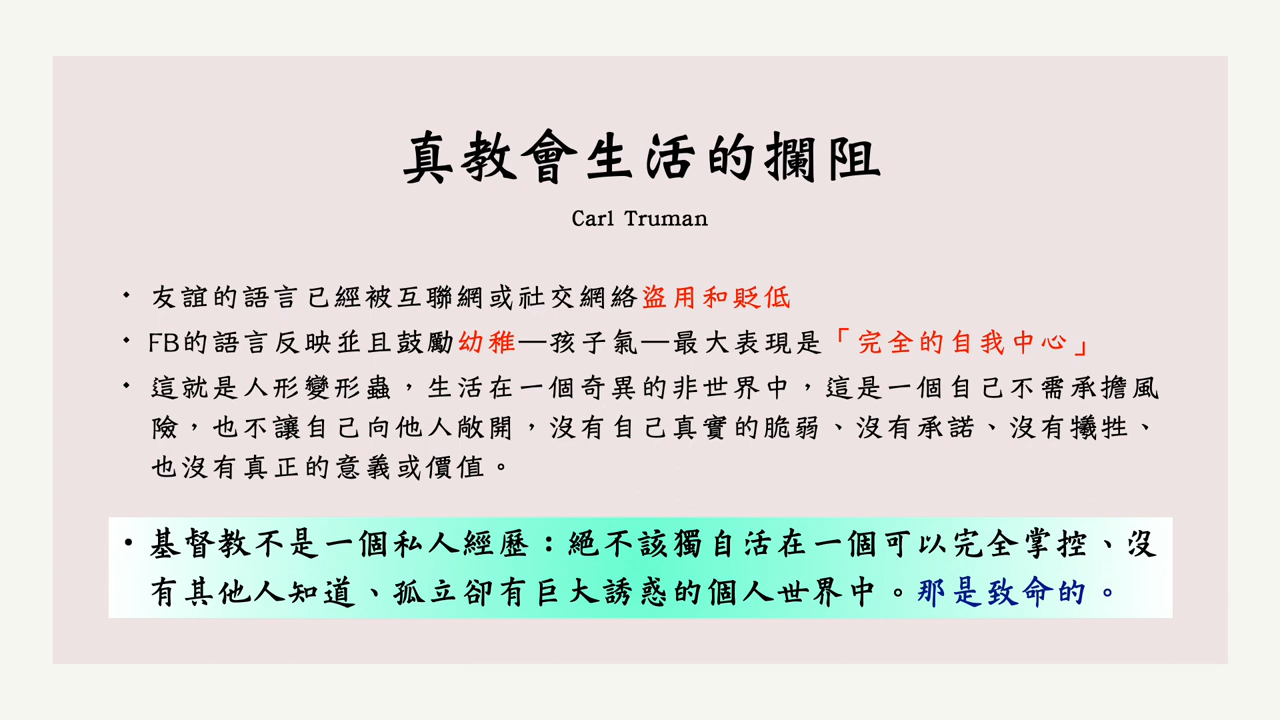 真教會生活的攔阻
Carl Truman
• 友誼的語言已經被互聯網或社交網絡盜用和貶低
• FB的語言反映並且鼓勵幼稚—孩子氣—最大表現是「完全的自我中心」
• 這就是人形變形蟲，生活在一個奇異的非世界中，這是一個自己不需承擔風
險，也不讓自己向他人敞開，沒有自己真實的脆弱、沒有承諾、沒有犧牲、
也沒有真正的意義或價值。
• 基督教不是一個私人經歷：絕不該獨自活在一個可以完全掌控、沒
有其他人知道、孤立卻有巨大誘惑的個人世界中。那是致命的。